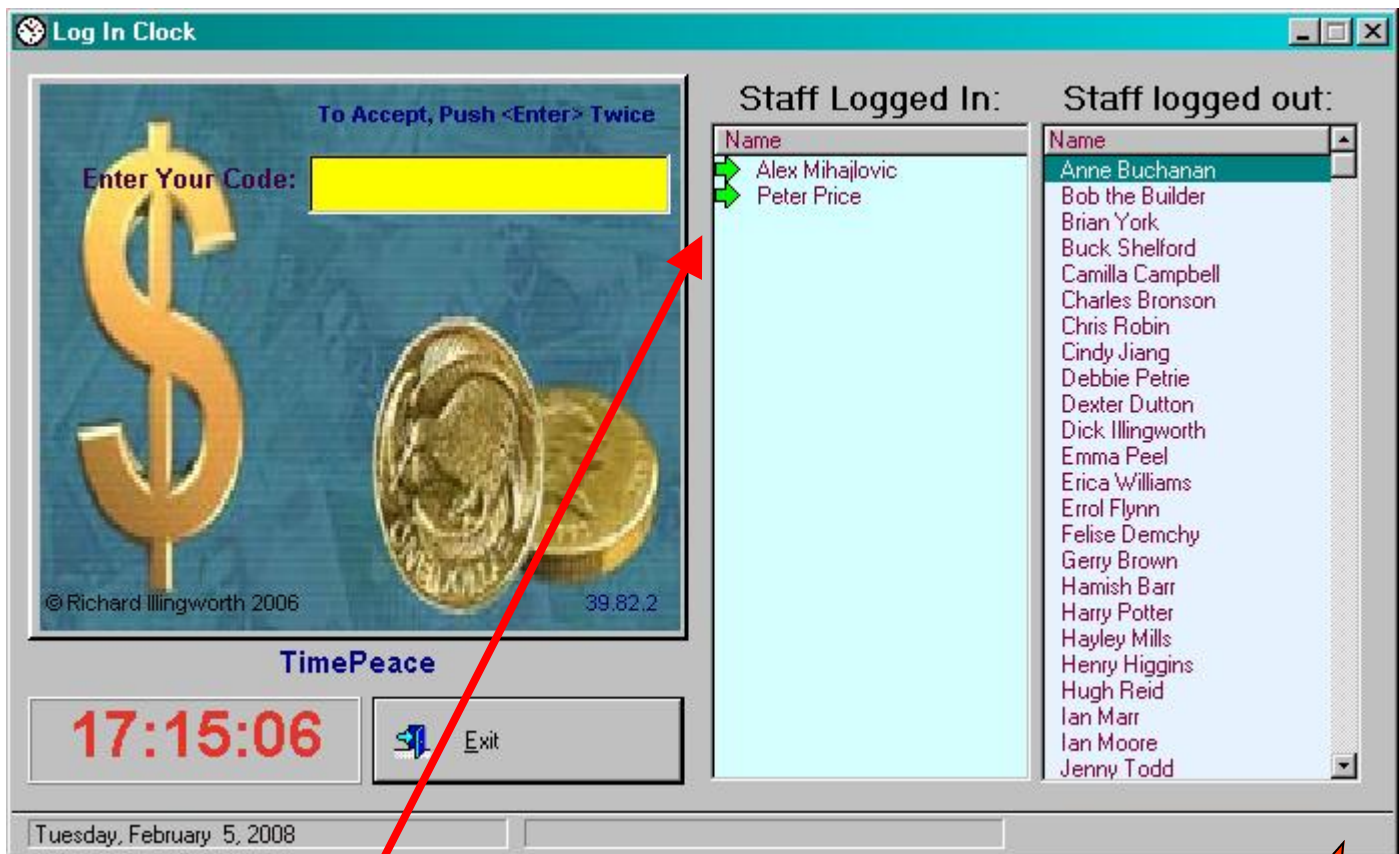 Log In Clock
To Accept, Push <Enter> Twice
Enter Your Code:
© Richard Illingworth 2006
39.82.2
TimePeace
17:15:06
Exit
Staff Logged In:
Name
Alex Mihajlovic
Peter Price
Staff logged out:
Name
Anne Buchanan
Bob the Builder
Brian York
Buck Shelford
Camilla Campbell
Charles Bronson
Chris Robin
Cindy Jiang
Debbie Petrie
Dexter Dutton
Dick Illingworth
Emma Peel
Erica Williams
Errol Flynn
Felise Demchy
Gerry Brown
Hamish Barr
Harry Potter
Hayley Mills
Henry Higgins
Hugh Reid
Ian Marr
Ian Moore
Jenny Todd
Tuesday, February 5, 2008